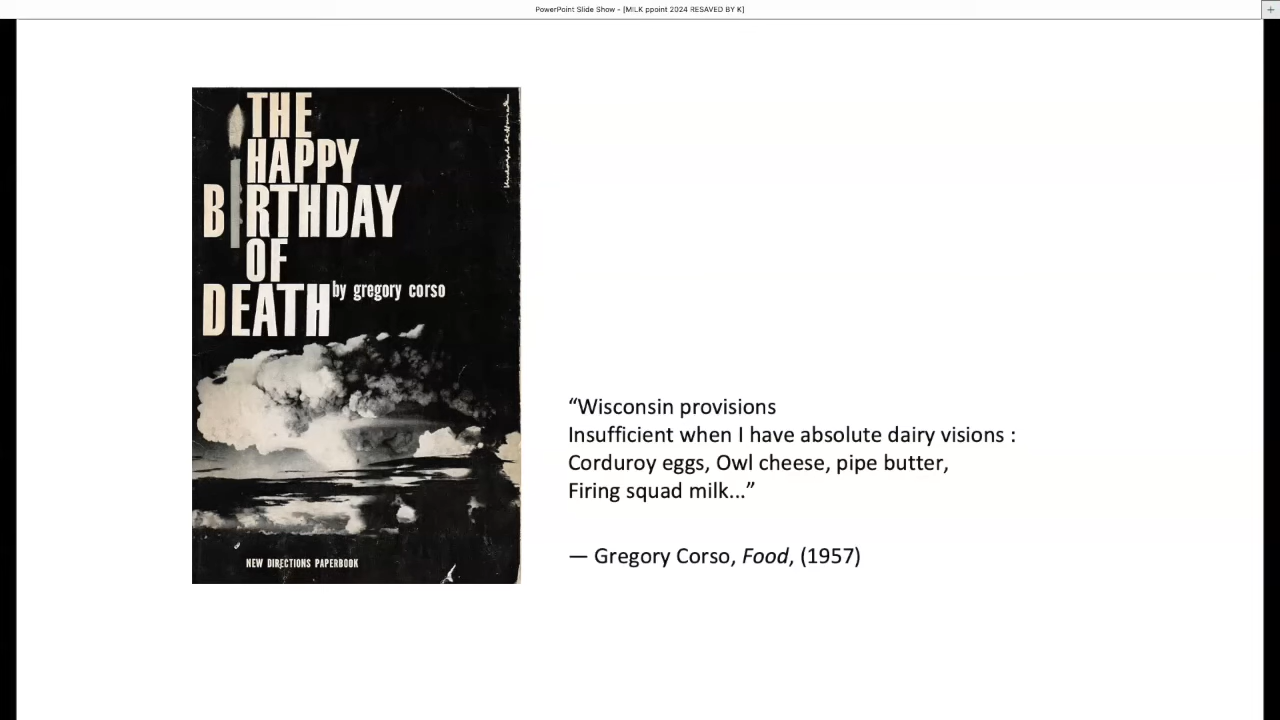 PowerPoint Slide Show - [MILK ppoint 2024 RESAVED BY K]
THE
HAPPY
BIRTHDAY
OF
DEATH
by gregory corso
NEW DIRECTIONS PAPERBOOK
“Wisconsin provisions
Insufficient when I have absolute dairy visions :
Corduroy eggs, Owl cheese, pipe butter,
Firing squad milk...”
— Gregory Corso, Food, (1957)